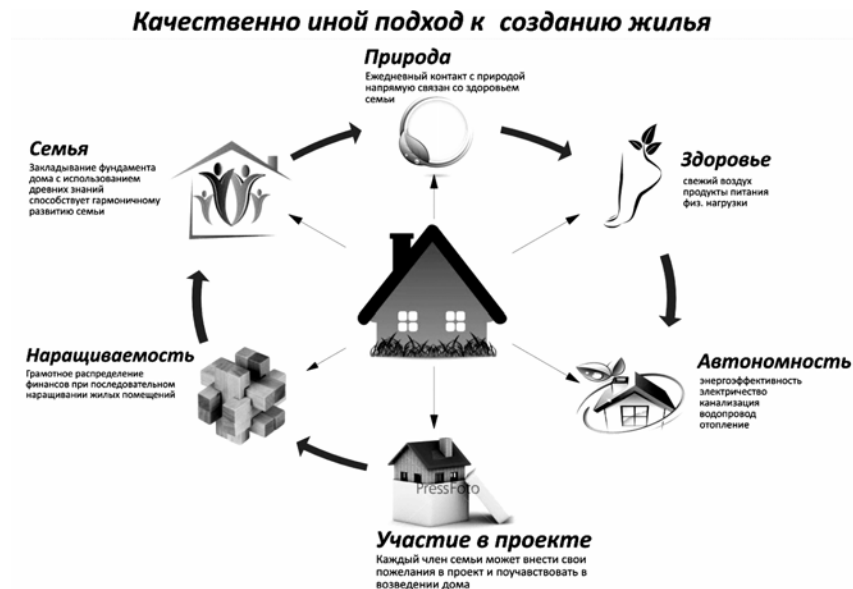 Качественно иной подход к созданию жилья
Природа
Ежедневный контакт с природой
напрямую связан со здоровьем
семьи
Семья
Закладывание фундамента
дома с использованием
древних знаний
способствует гармоничному
развитию семьи
Здоровье
свежий воздух
продукты питания
физ. нагрузки
Наращиваемость
Грамотное распределение
финансов при последовательном
наращивании жилых помещений
Автономность
энергоэффективность
электричество
канализация
водопровод
отопление
PressFoto
Участие в проекте
Каждый член семьи может внести свои
пожелания в проект и поучавствовать в
возведении дома